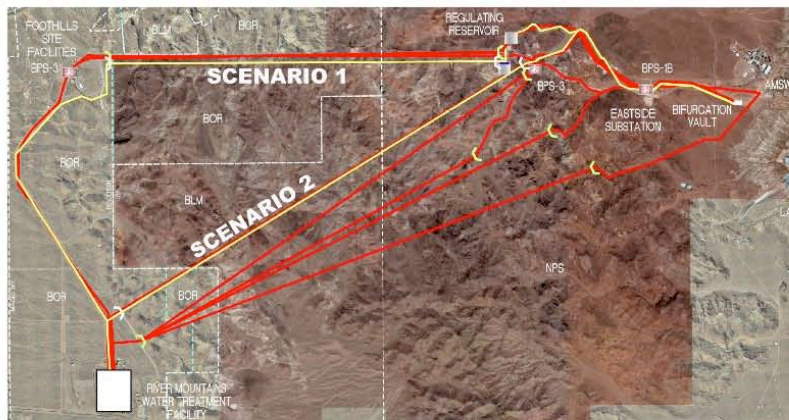 FOOTHILLS
SITE
FACILITIES
BPS-3
BLM
BOR
REGULATING
RESERVOIR
SCENARIO 1
BOR
BPS-3
BPS-1B
AMSW
EASTSIDE
SUBSTATION
BIFURCATION
VAULT
BOR
BLM
SCENARIO 2
NPS
BOR
BOR
RIVER MOUNTAINS
WATER TREATMENT
FACILITY